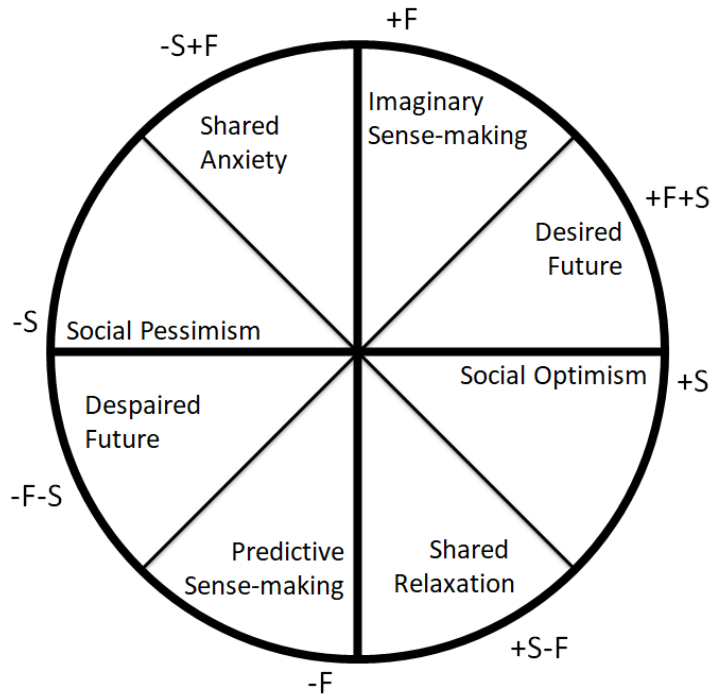 +F
-S+F
Imaginary
Sense-making
Shared
Anxiety
+F+S
Desired
Future
-S
Social Pessimism
Social Optimism
+S
Despaired
Future
-F-S
Predictive
Sense-making
Shared
Relaxation
+S-F
-F